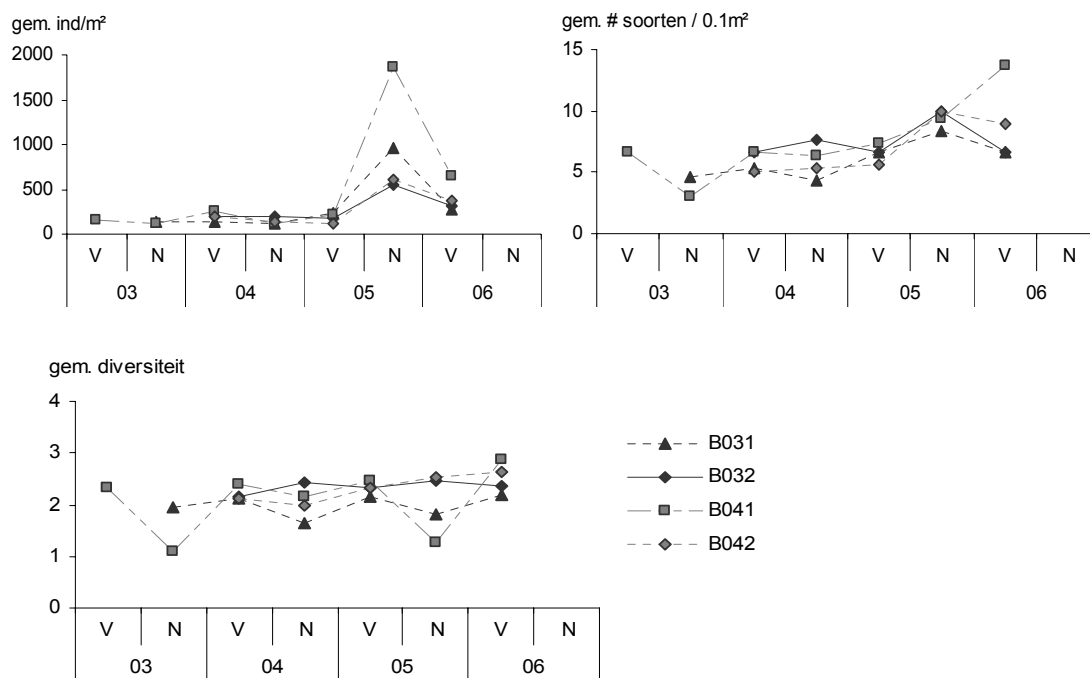 gem. ind/m²
2000
1500
1000
500
0
V N V N V N V N
03 04 05 06
gem. # soorten / 0.1m²
15
10
5
0
V N V N V N V N
03 04 05 06
gem. diversiteit
4
3
2
1
0
V N V N V N V N
03 04 05 06
B031
B032
B041
B042